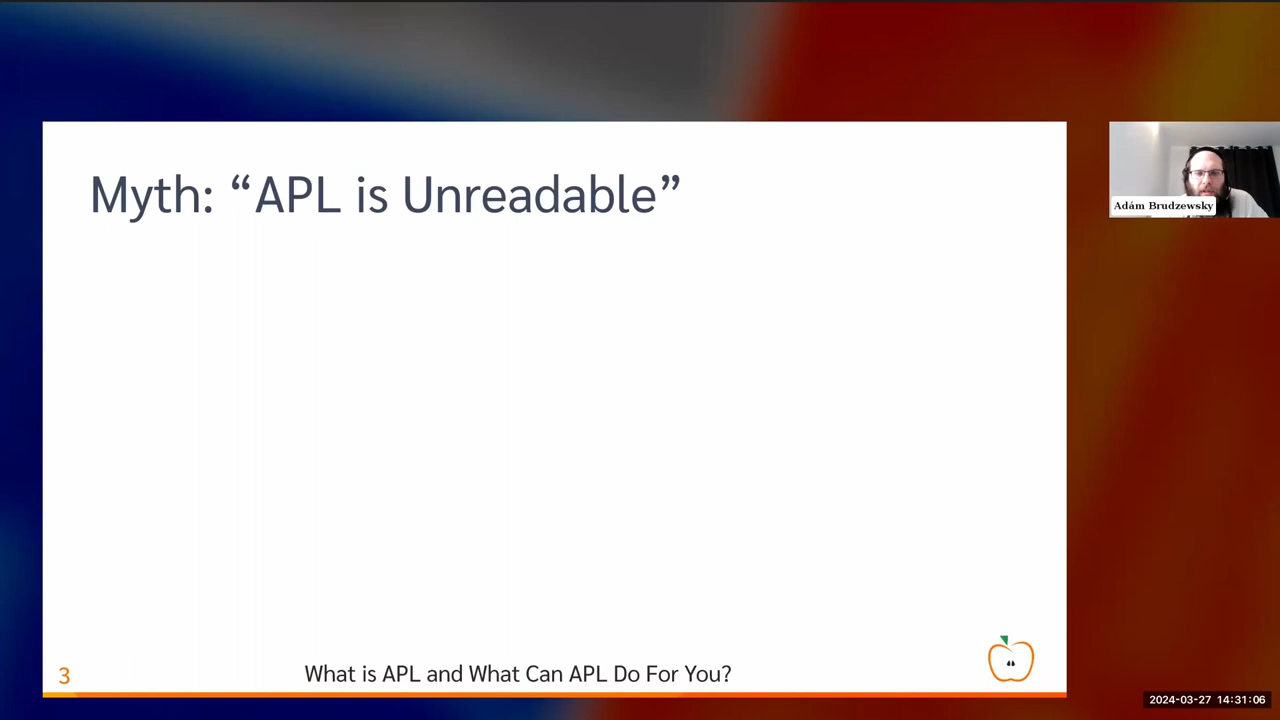 Myth: “APL is Unreadable”
Adám Brudzewsky
3
What is APL and What Can APL Do For You?
2024-03-27 14:31:06